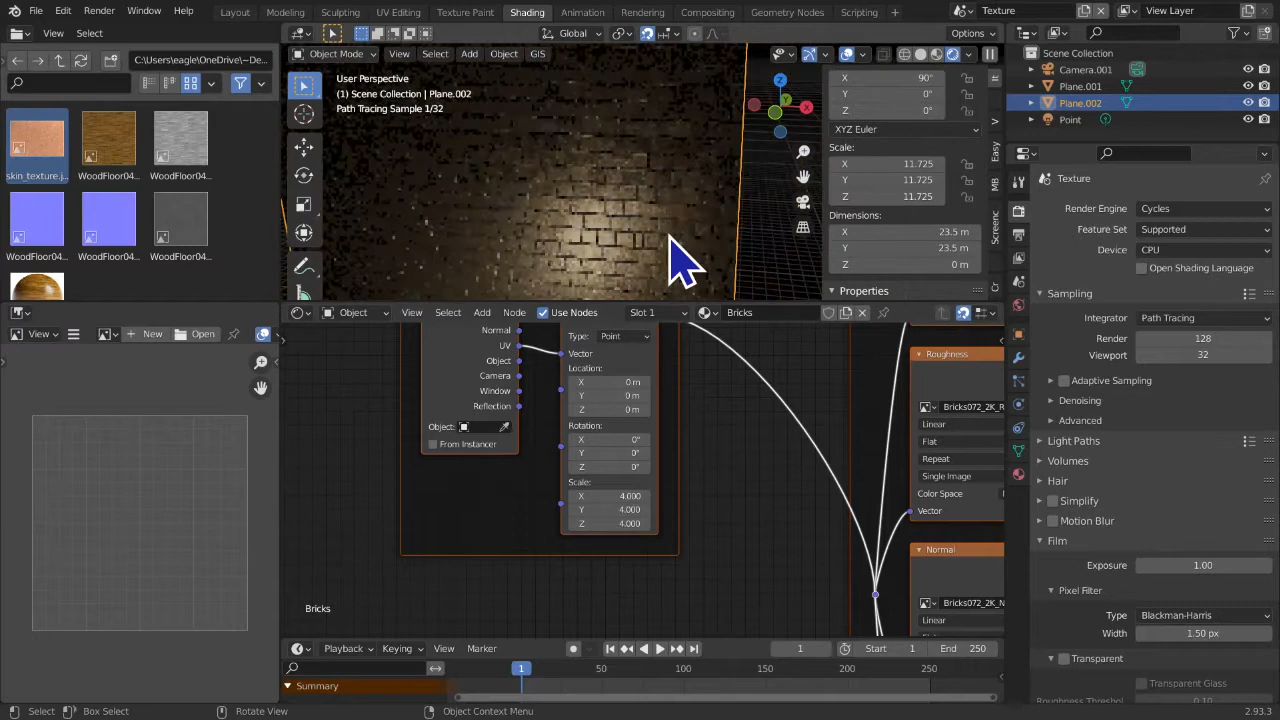 File Edit Render Window Help Layout Modeling Sculpting UV Editing Texture Paint Shading Animation Rendering Compositing Geometry Nodes Scripting + Texture View Layer
View Select Global Options
C:\Users\eagle\OneDrive\~De...
Object Mode View Select Add Object GIS
User Perspective
(1) Scene Collection | Plane.002
Path Tracing Sample 1/32
skin_texture.j... WoodFloor04... WoodFloor04...
WoodFloor04... WoodFloor04... WoodFloor04...
Z
Y
X
X 90°
Y 0°
Z 0°
XYZ Euler
Scale:
X 11.725
Y 11.725
Z 11.725
Dimensions:
X 23.5 m
Y 23.5 m
Z 0 m
Properties
It
V
Easy
MB
Screenc
Scene Collection
Camera.001
Plane.001
Plane.002
Point
Texture
Render Engine Cycles
Feature Set Supported
Device CPU
Open Shading Language
Sampling
Integrator Path Tracing
Render 128
Viewport 32
Adaptive Sampling
Denoising
Advanced
Light Paths
Volumes
Hair
Simplify
Motion Blur
Film
Exposure 1.00
Pixel Filter
Type Blackman-Harris
Width 1.50 px
Transparent
Transparent Glass
Roughness Threshol 0.10
View New Open
Object View Select Add Node Use Nodes Slot 1 Bricks
Normal
UV
Object
Camera
Window
Reflection
Object:
From Instancer
Type: Point
Vector
Location:
X 0 m
Y 0 m
Z 0 m
Rotation:
X 0°
Y 0°
Z 0°
Scale:
X 4.000
Y 4.000
Z 4.000
Bricks
Roughness
Bricks072_2K_R
Linear
Flat
Repeat
Single Image
Color Space
Vector
Normal
Bricks072_2K_N
Linear
Playback Keying View Marker 1 Start 1 End 250
1 50 100 150 200 250
Summary
Select Box Select Rotate View Object Context Menu 2.93.3